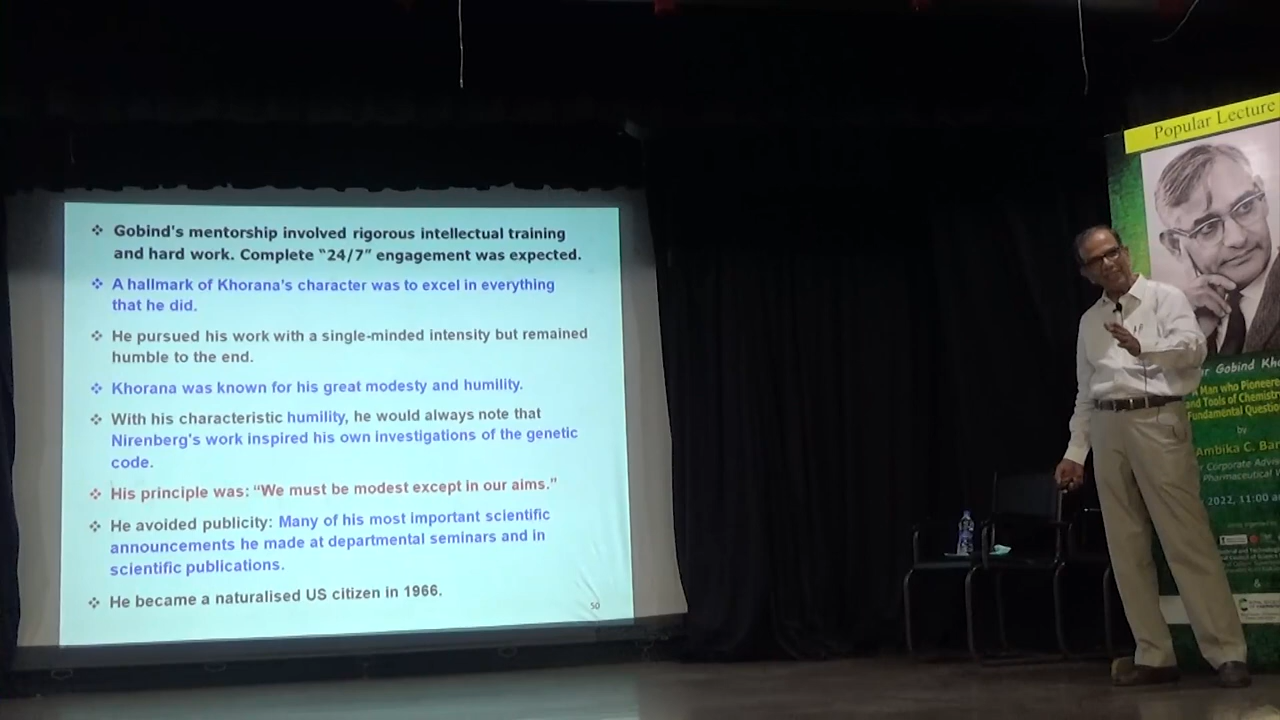 ❖ Gobind's mentorship involved rigorous intellectual training
and hard work. Complete "24/7" engagement was expected.
❖ A hallmark of Khorana's character was to excel in everything
that he did.
❖ He pursued his work with a single-minded intensity but remained
humble to the end.
❖ Khorana was known for his great modesty and humility.
❖ With his characteristic humility, he would always note that
Nirenberg's work inspired his own investigations of the genetic
code.
❖ His principle was: "We must be modest except in our aims."
❖ He avoided publicity: Many of his most important scientific
announcements he made at departmental seminars and in
scientific publications.
❖ He became a naturalised US citizen in 1966.
50
Popular Lecture
Gobind Kho
A Man who Pioneere
and Tools of Chemistry
Fundamental Questio
by
Ambika C. Ban
Corporate Advis
Pharmaceutical
2022, 11:00 a
&